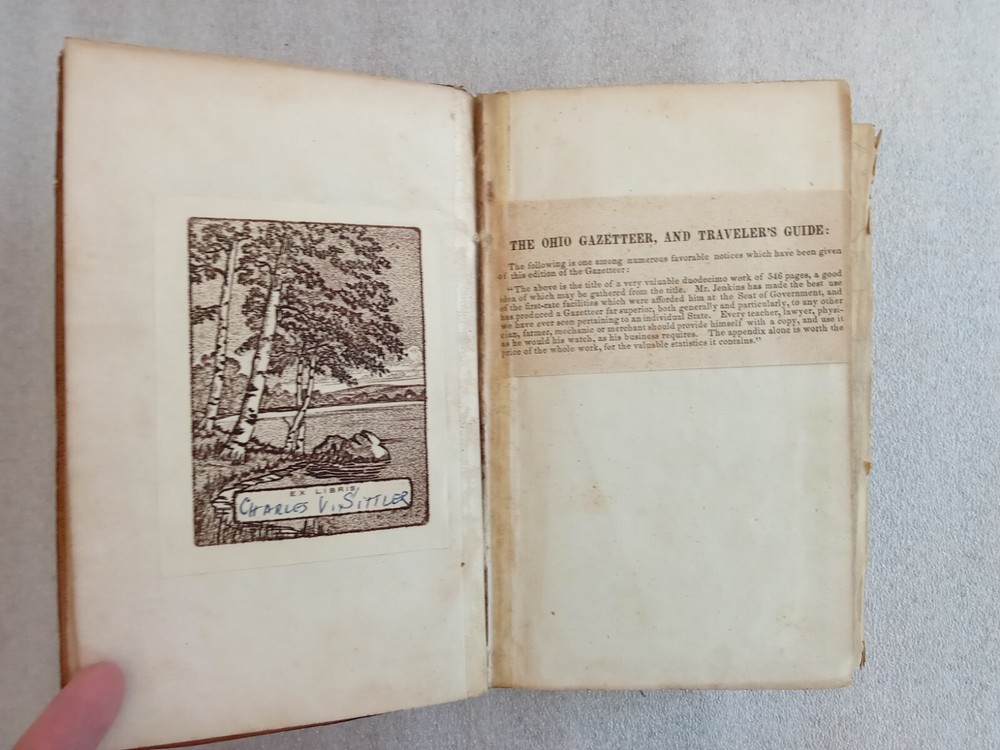 EX LIBRIS
CHARLES V. SITTLER
THE OHIO GAZETTEER, AND TRAVELER'S GUIDE:
The following is one among numerous favorable notices which have been given
of this edition of the Gazetteer:
"The above is the title of a very valuable duodecimo work of 546 pages, a good
idea of which may be gathered from the title. Mr. Jenkins has made the best use
of the first-rate facilities which were afforded him at the Seat of Government, and
has produced a Gazetteer far superior, both generally and particularly, to any other
we have ever seen pertaining to an individual State. Every teacher, lawyer, physi-
cian, farmer, mechanic or merchant should provide himself with a copy, and use it
as he would his watch, as his business requires. The appendix alone is worth the
price of the whole work, for the valuable statistics it contains."